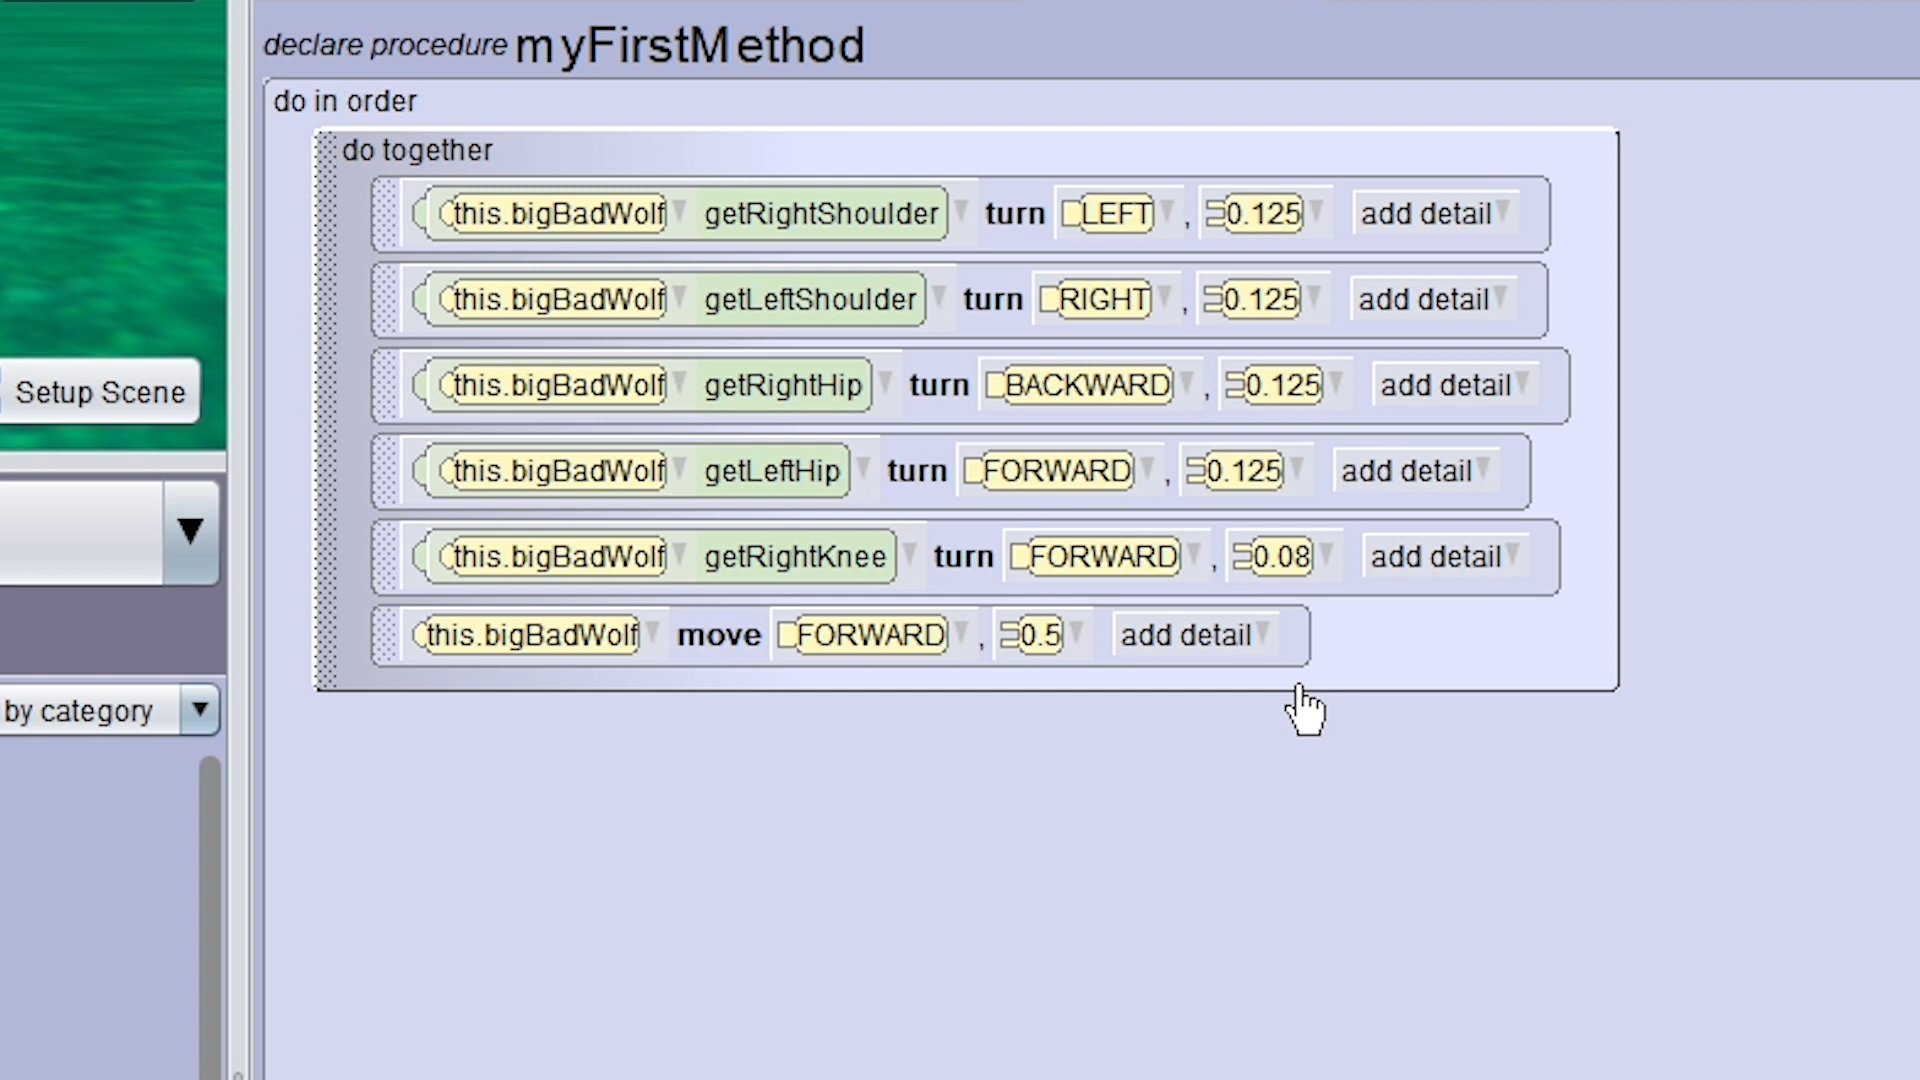 declare procedure myFirstMethod
do in order
do together
this.bigBadWolf getRightShoulder turn LEFT , 0.125 add detail
this.bigBadWolf getLeftShoulder turn RIGHT , 0.125 add detail
this.bigBadWolf getRightHip turn BACKWARD , 0.125 add detail
this.bigBadWolf getLeftHip turn FORWARD , 0.125 add detail
this.bigBadWolf getRightKnee turn FORWARD , 0.08 add detail
this.bigBadWolf move FORWARD , 0.5 add detail
Setup Scene
by category